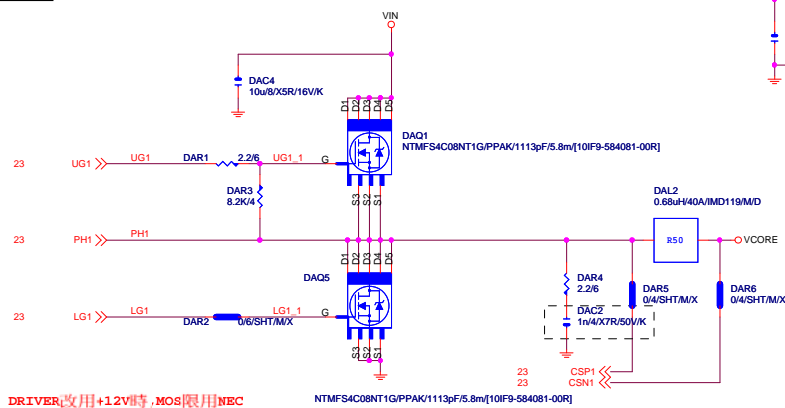 VIN
DAC4
10u/8/X5R/16V/K
D1 D2 D3 D4 D5
DAQ1
NTMFS4C08NT1G/PPAK/1113pF/5.8m/[10IF9-584081-00R]
23 UG1 UG1 DAR1 2.2/6 UG1_1 G
DAR3
8.2K/4
S3 S2 S1
DAL2
0.68uH/40A/IMD119/M/D
23 PH1 PH1 R50 VCORE
D1 D2 D3 D4 D5
DAQ5
DAR4
2.2/6
DAR5
0/4/SHT/M/X
DAR6
0/4/SHT/M/X
23 LG1 LG1 DAR2 0/6/SHT/M/X LG1_1 G
DAC2
1n/4/X7R/50V/K
S3 S2 S1
23 CSP1
23 CSN1
DRIVER改用+12V時,MOS限用NEC
NTMFS4C08NT1G/PPAK/1113pF/5.8m/[10IF9-584081-00R]